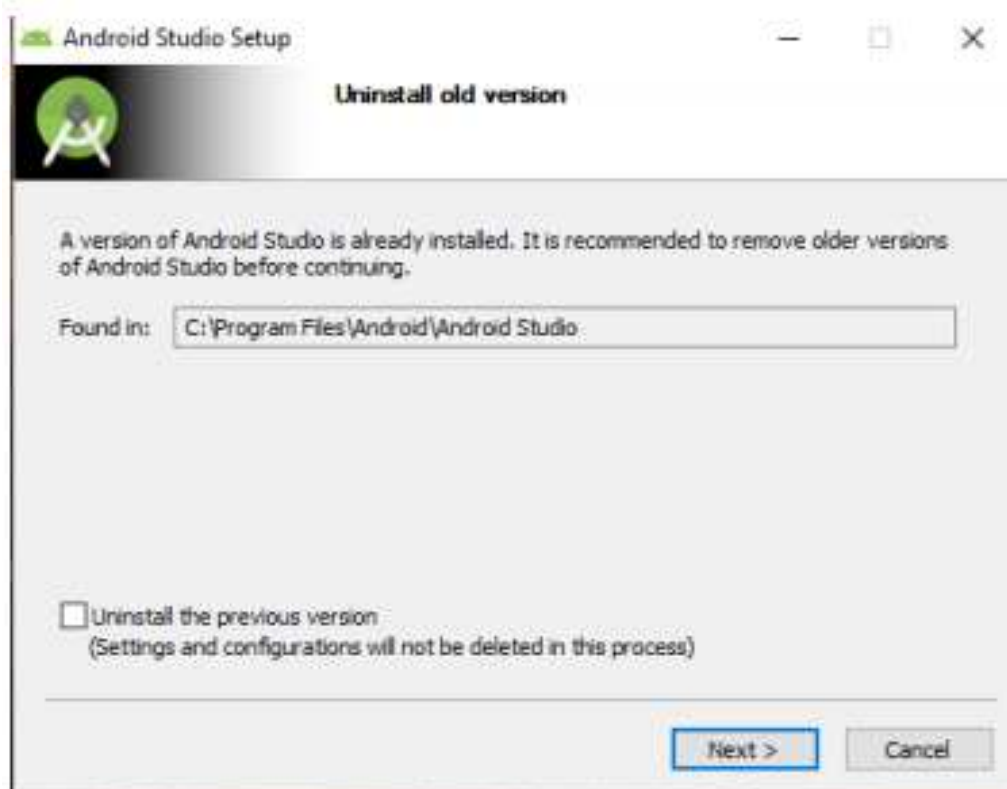 Android Studio Setup
Uninstall old version
A version of Android Studio is already installed. It is recommended to remove older versions
of Android Studio before continuing.
Found in: C:\Program Files\Android\Android Studio
Uninstall the previous version
(Settings and configurations will not be deleted in this process)
Next > Cancel